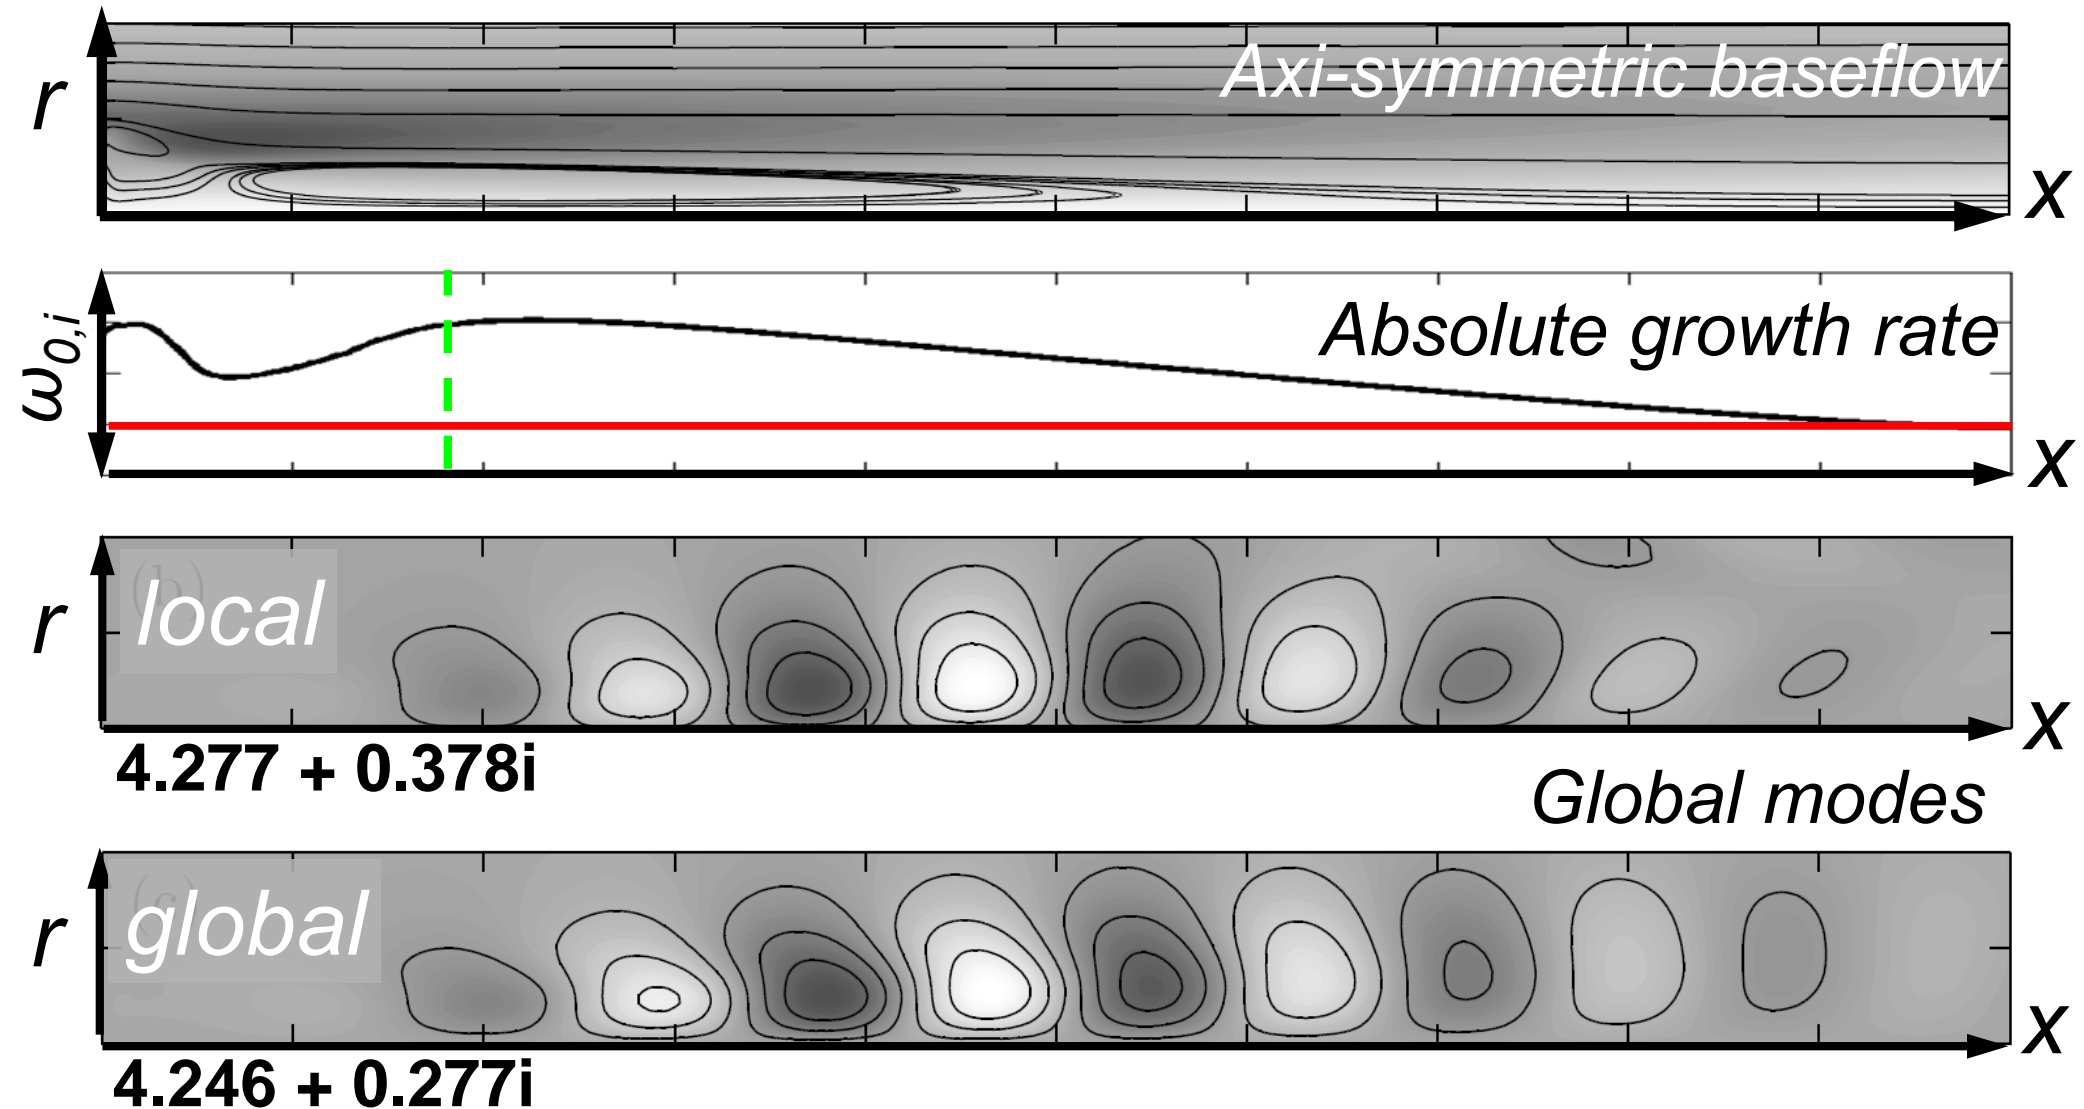 r
Axi-symmetric baseflow
x
ω0,i
Absolute growth rate
x
(b)
local
r
x
4.277 + 0.378i
Global modes
(c)
global
r
x
4.246 + 0.277i